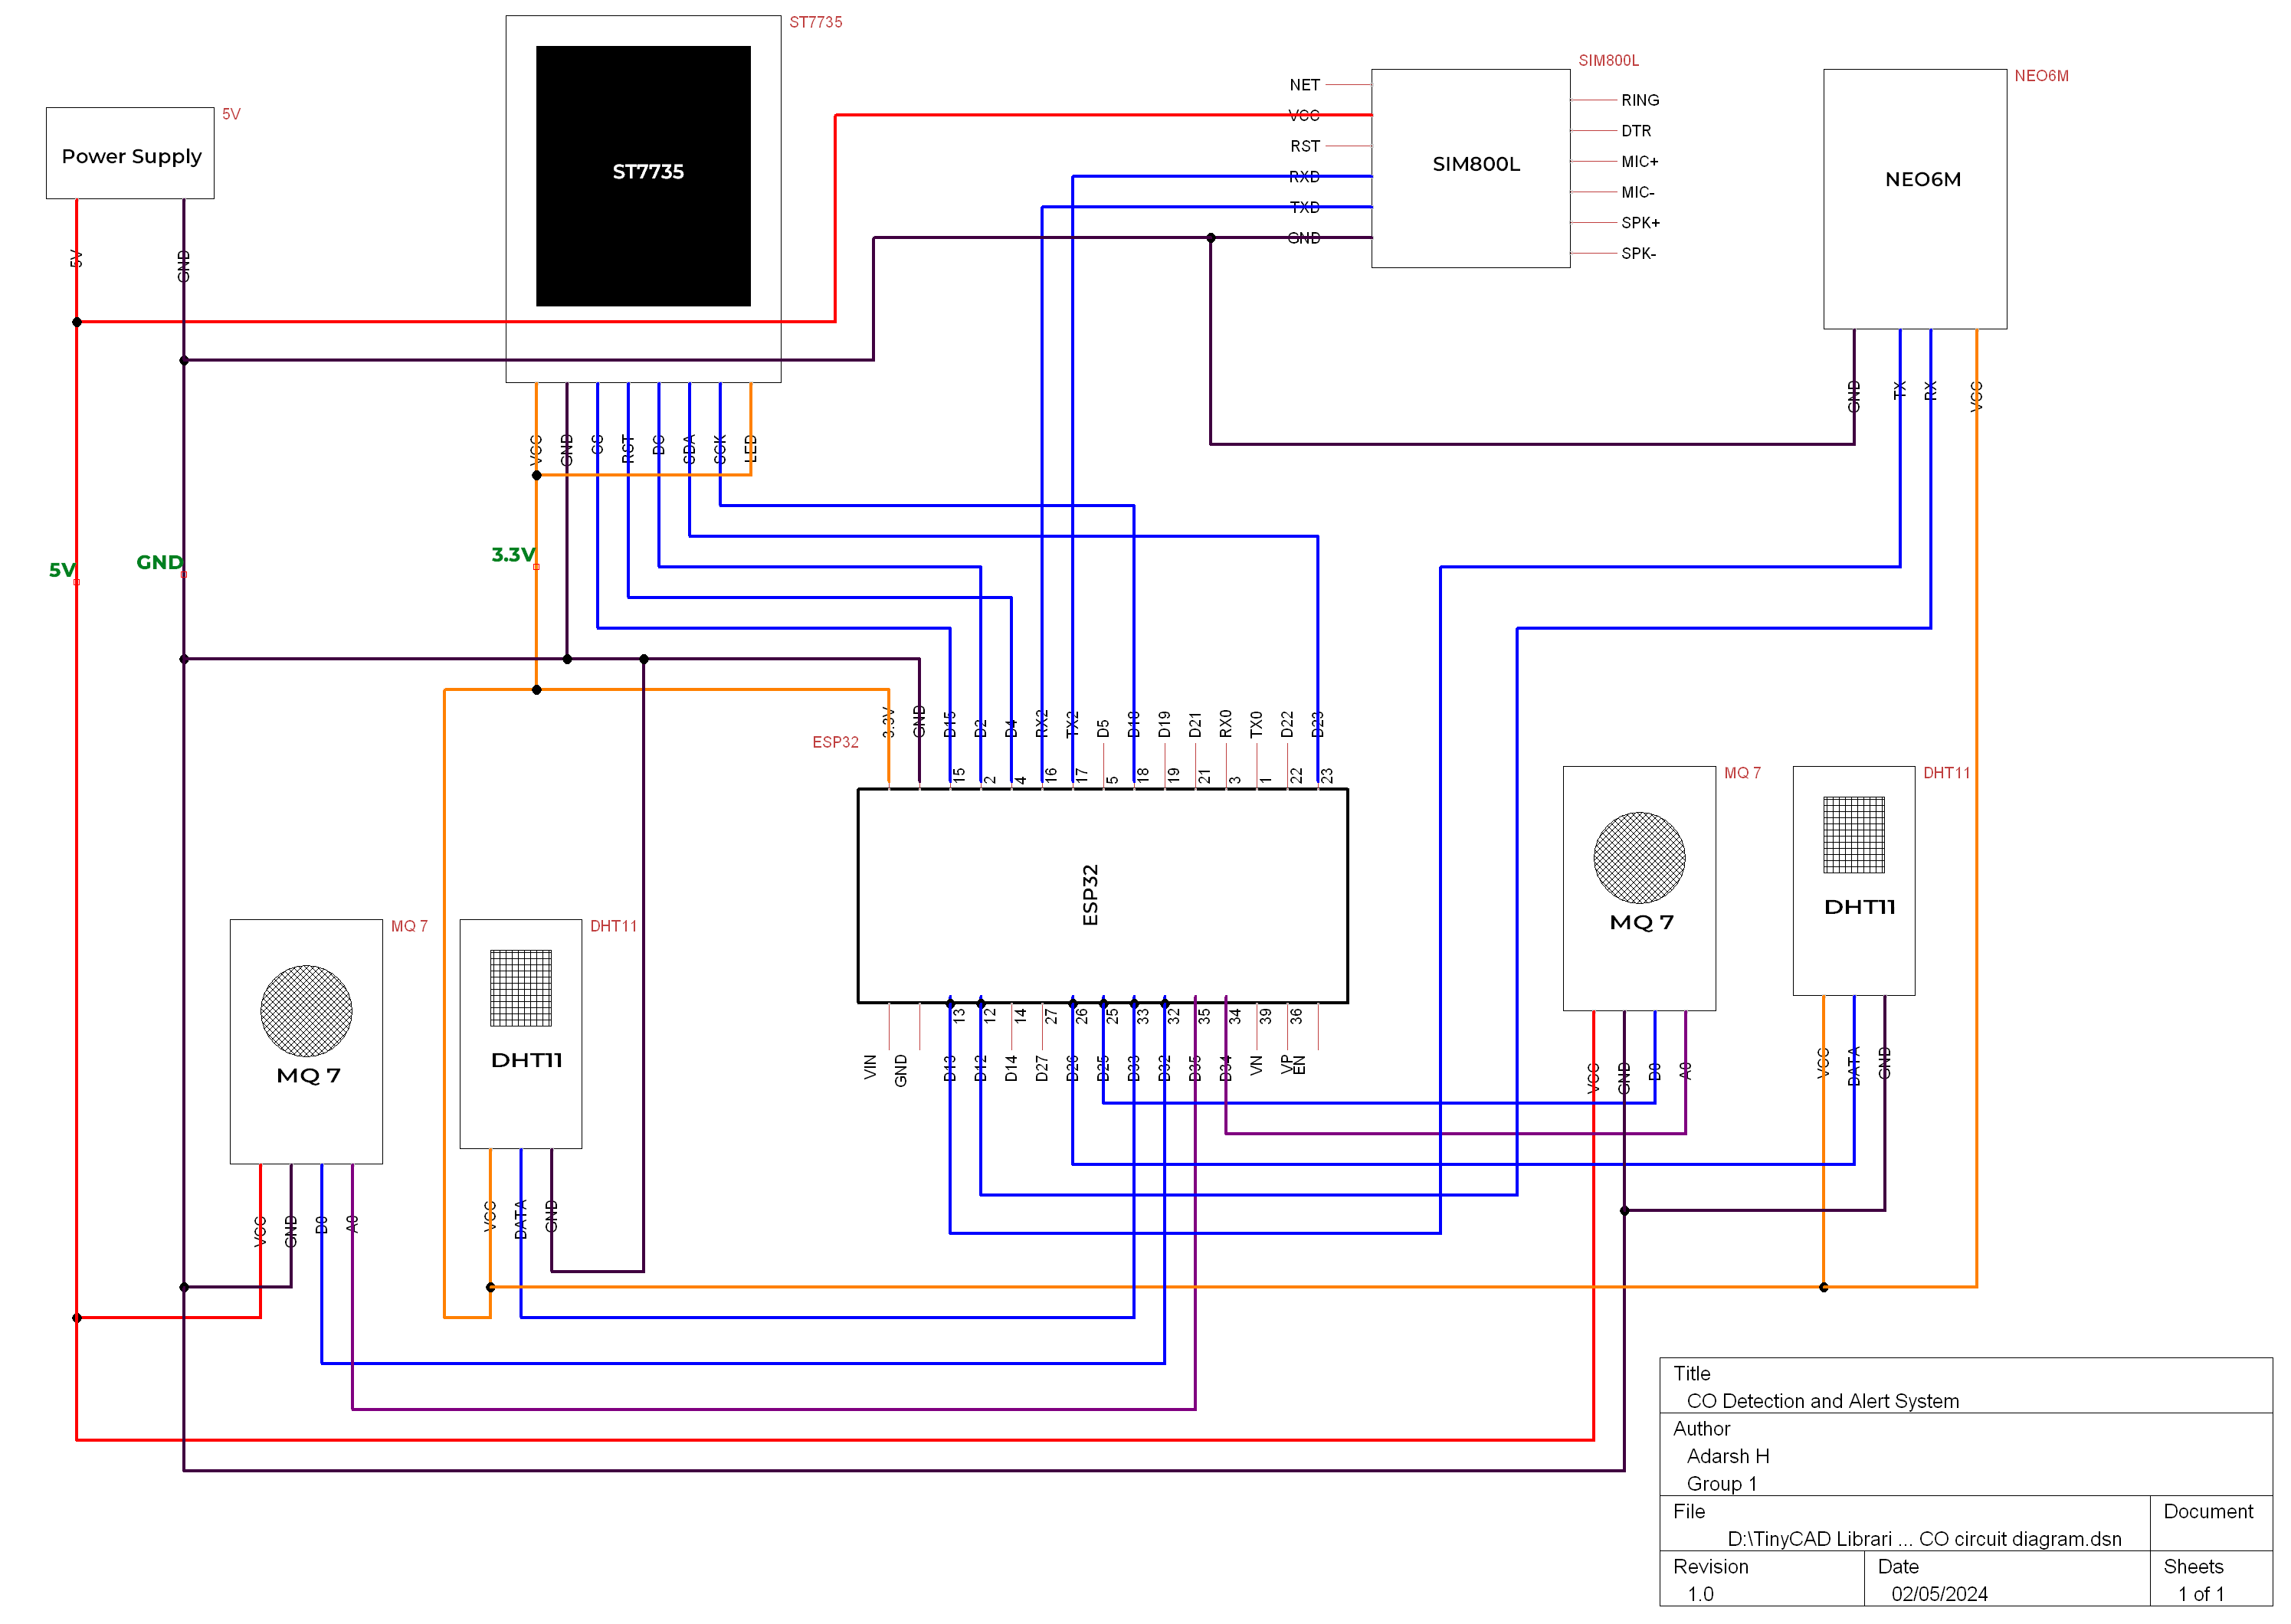 ST7735
ST7735
5V
Power Supply
5V
GND
SIM800L
SIM800L
NET
VCC
RST
RXD
TXD
GND
RING
DTR
MIC+
MIC-
SPK+
SPK-
NEO6M
NEO6M
GND
TX
RX
VCC
VCC
GND
CS
RST
DC
SDA
SCK
LED
5V
GND
3.3V
ESP32
3.3V
GND
D15
D2
D4
RX2
TX2
D5
D18
D19
D21
RX0
TX0
D22
D23
15
2
4
16
17
5
18
19
21
3
1
22
23
ESP32
13
12
14
27
26
25
33
32
35
34
39
36
VIN
GND
D13
D12
D14
D27
D26
D25
D33
D32
D35
D34
VN
VP
EN
MQ 7
MQ 7
VCC
GND
D0
A0
DHT11
DHT11
VCC
DATA
GND
MQ 7
MQ 7
VCC
GND
D0
A0
DHT11
DHT11
VCC
DATA
GND
Title
CO Detection and Alert System
Author
Adarsh H
Group 1
File
D:\TinyCAD Librari ... CO circuit diagram.dsn
Document
Revision
1.0
Date
02/05/2024
Sheets
1 of 1